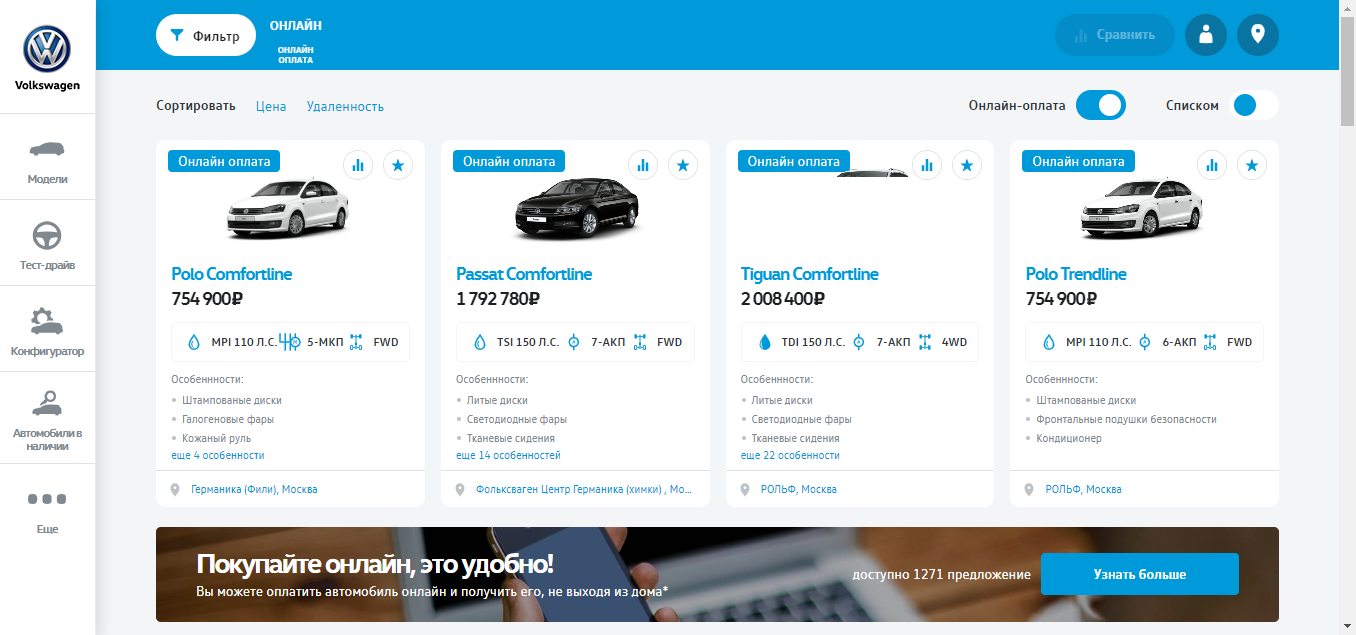 Volkswagen
Модели
Тест-драйв
Конфигуратор
Автомобили в
наличии
Еще
Фильтр
ОНЛАЙН
ОНЛАЙН
ОПЛАТА
Сравнить
Сортировать Цена Удаленность
Онлайн-оплата Списком
Онлайн оплата
Polo Comfortline
754 900₽
MPI 110 Л.С. 5-МКП FWD
Особеннности:
Штампованые диски
Галогеновые фары
Кожаный руль
еще 4 особенности
Германика (Фили), Москва
Онлайн оплата
Passat Comfortline
1 792 780₽
TSI 150 Л.С. 7-АКП FWD
Особеннности:
Литые диски
Светодиодные фары
Тканевые сидения
еще 14 особенностей
Фольксваген Центр Германика (химки) , Мо...
Онлайн оплата
Tiguan Comfortline
2 008 400₽
TDI 150 Л.С. 7-АКП 4WD
Особеннности:
Литые диски
Светодиодные фары
Тканевые сидения
еще 22 особенности
РОЛЬФ, Москва
Онлайн оплата
Polo Trendline
754 900₽
MPI 110 Л.С. 6-АКП FWD
Особеннности:
Штампованые диски
Фронтальные подушки безопасности
Кондиционер
РОЛЬФ, Москва
Покупайте онлайн, это удобно!
Вы можете оплатить автомобиль онлайн и получить его, не выходя из дома*
доступно 1271 предложение
Узнать больше